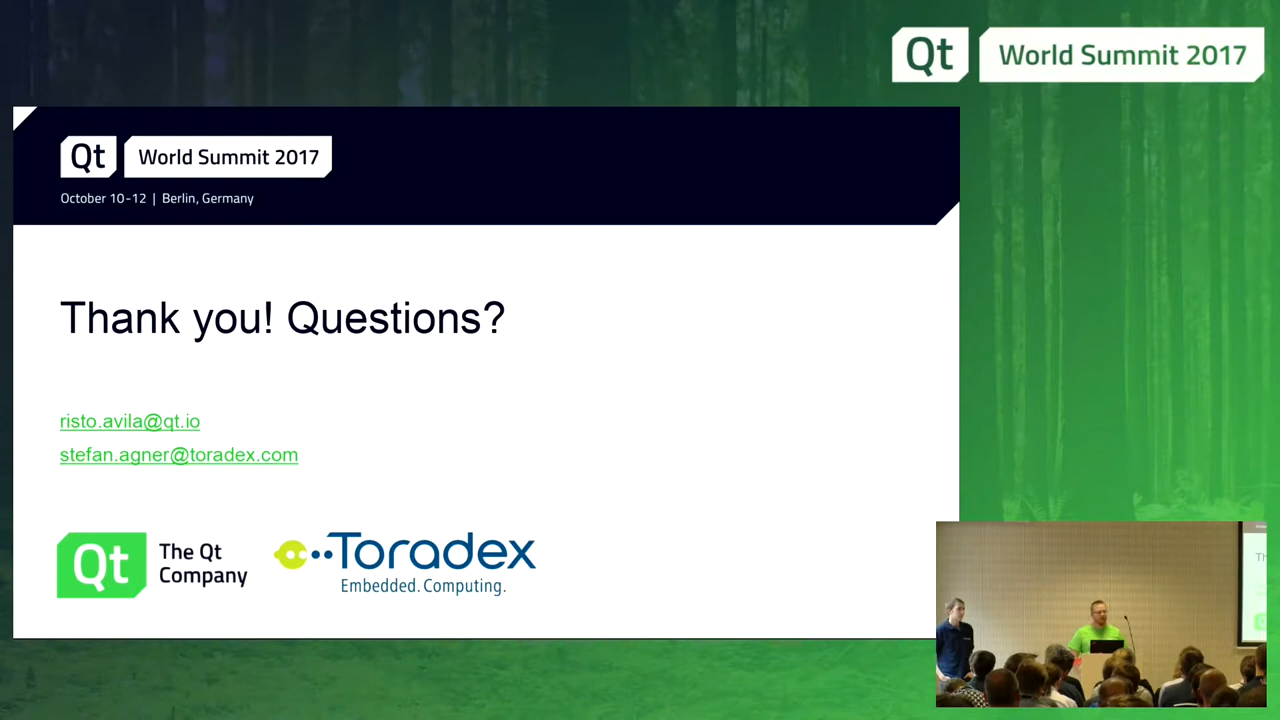 Qt World Summit 2017
Qt World Summit 2017
October 10-12 | Berlin, Germany
Thank you! Questions?
risto.avila@qt.io
stefan.agner@toradex.com
Qt The Qt Company
Toradex
Embedded. Computing.